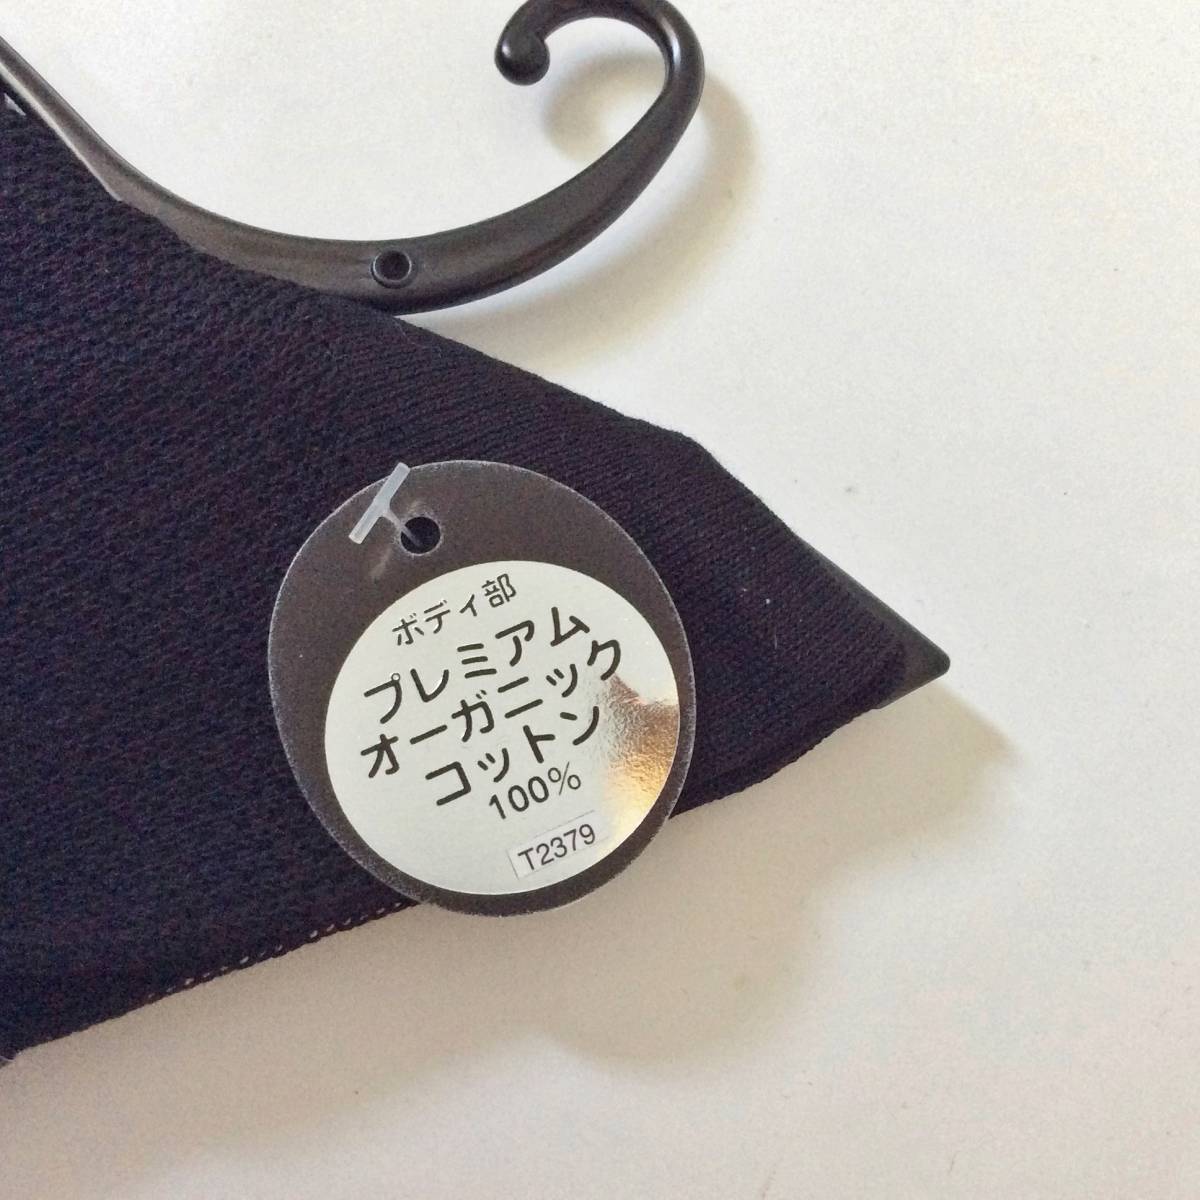 ボディ部
プレミアム
オーガニック
コットン
100%
T2379